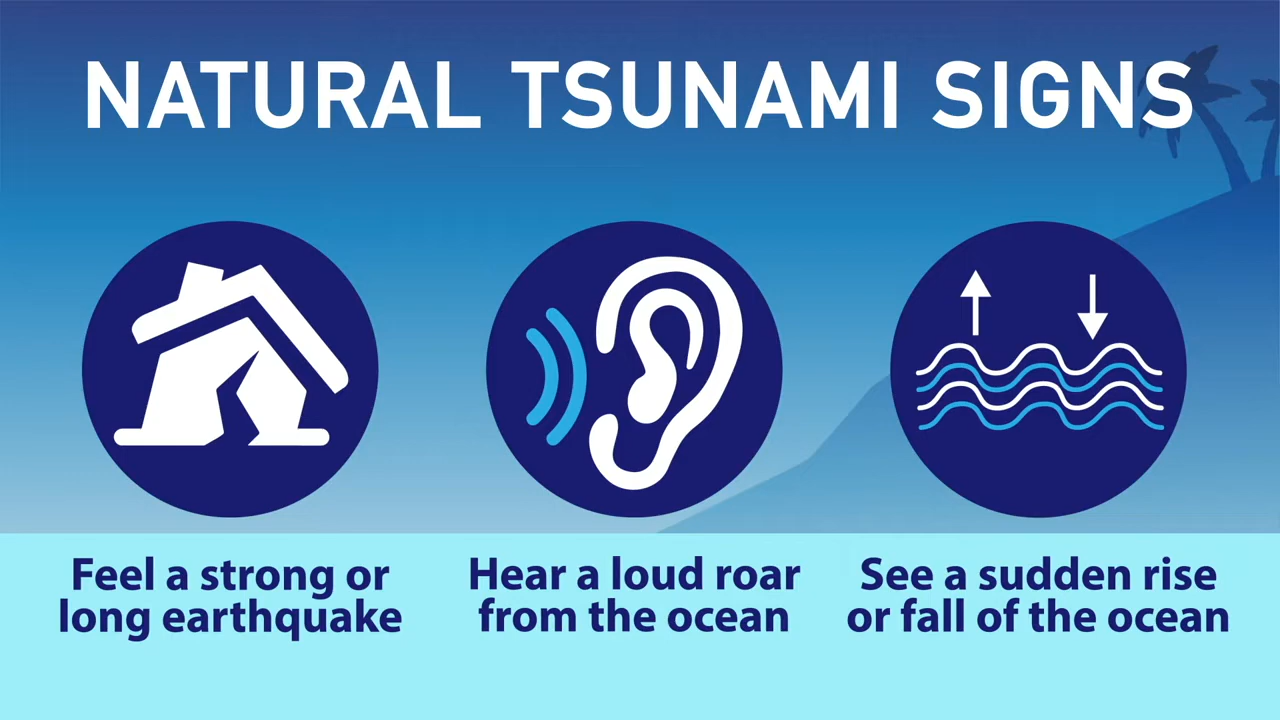 NATURAL TSUNAMI SIGNS
Feel a strong or
long earthquake
Hear a loud roar
from the ocean
See a sudden rise
or fall of the ocean